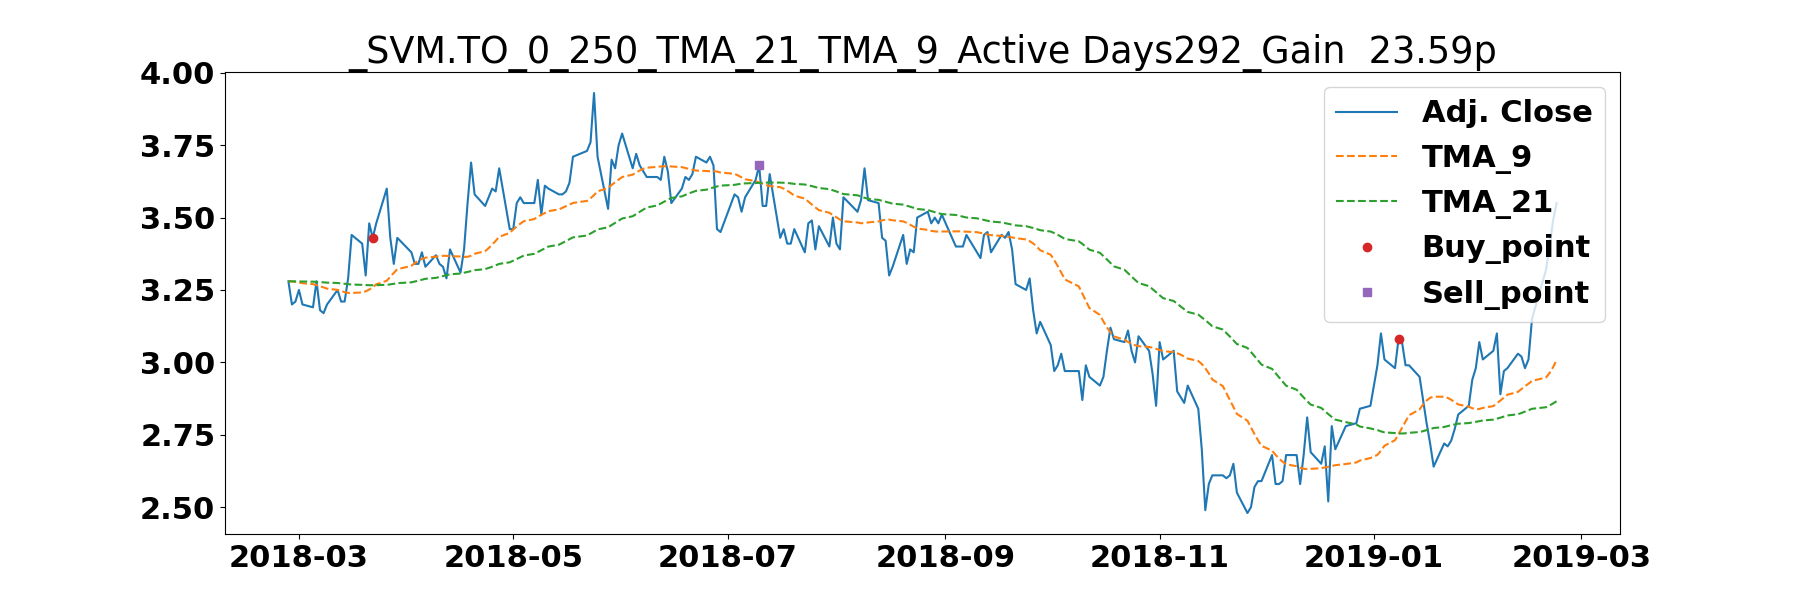 _SVM.TO_0_250_TMA_21_TMA_9_Active Days292_Gain  23.59p
4.00
3.75
3.50
3.25
3.00
2.75
2.50
Adj. Close
TMA_9
TMA_21
Buy_point
Sell_point
2018-03 2018-05 2018-07 2018-09 2018-11 2019-01 2019-03